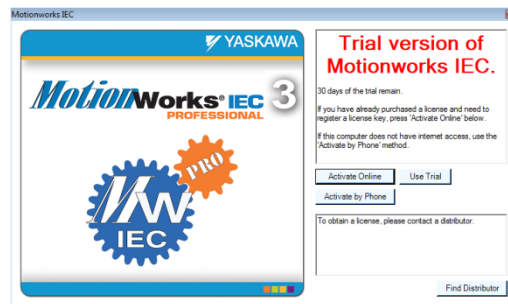 Motionworks IEC
YASKAWA
MotionWorks® IEC 3
PROFESSIONAL
PRO
MW
IEC
Trial version of
Motionworks IEC.
30 days of the trial remain.
If you have already purchased a license and need to
register a license key, press 'Activate Online' below.
If this computer does not have internet access, use the
'Activate by Phone' method.
Activate Online
Use Trial
Activate by Phone
To obtain a license, please contact a distributor.
Find Distributor